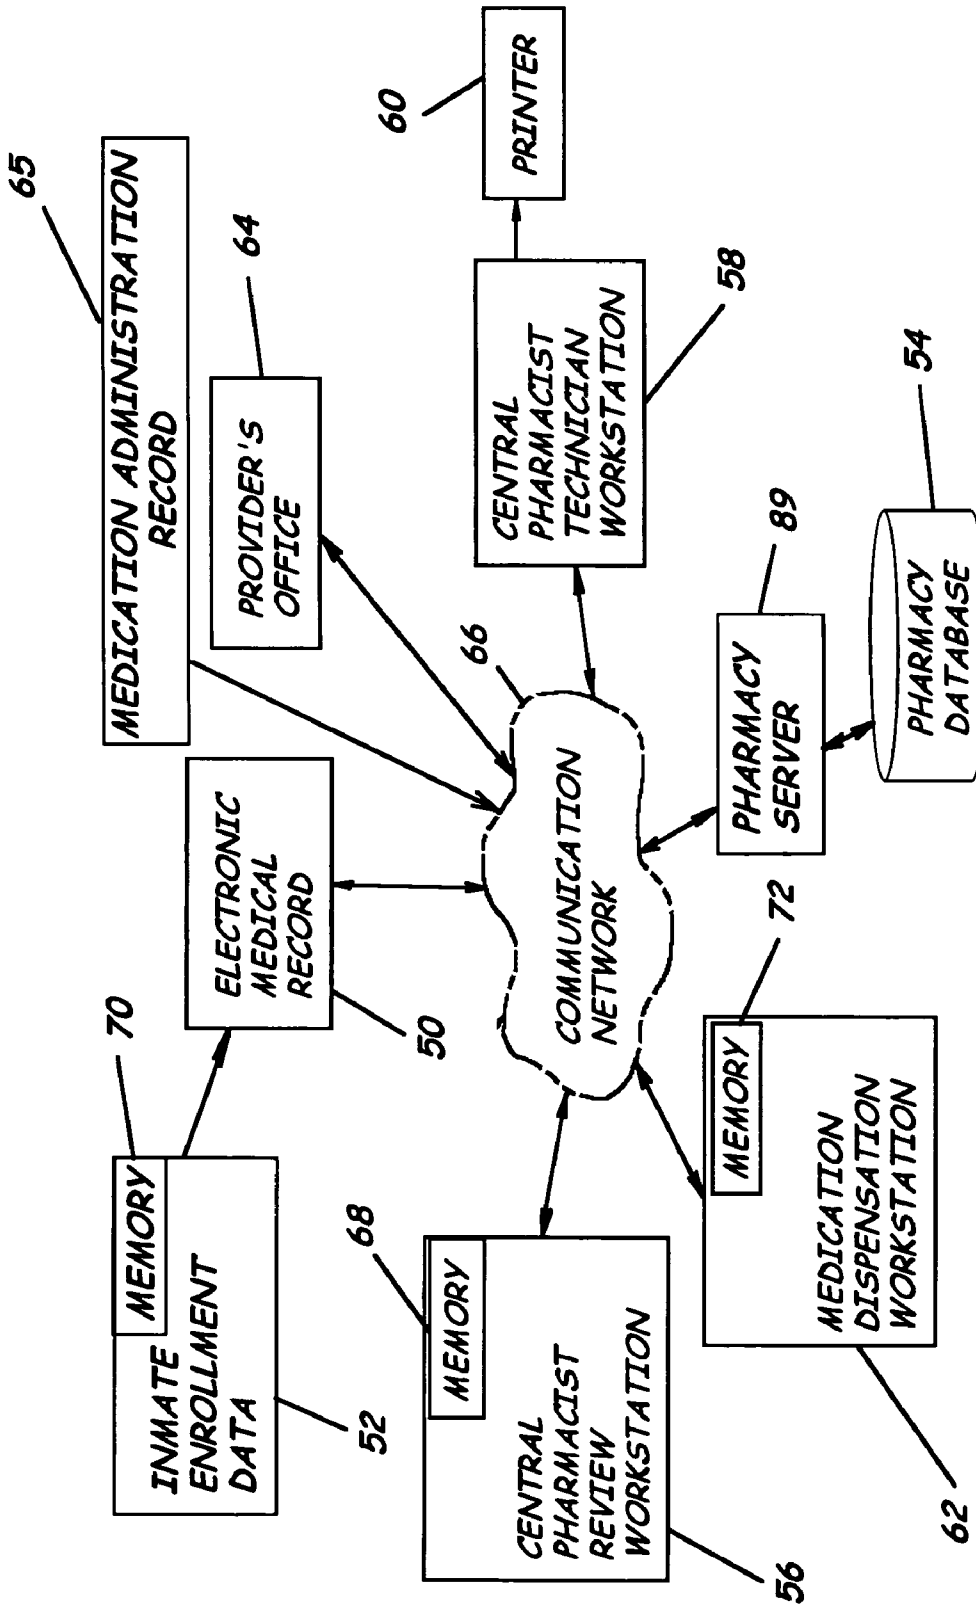 65
MEDICATION ADMINISTRATION
RECORD
64
PROVIDER'S
OFFICE
60
PRINTER
70
MEMORY
INMATE
ENROLLMENT
DATA
52
ELECTRONIC
MEDICAL
RECORD
50
CENTRAL
PHARMACIST
TECHNICIAN
WORKSTATION
58
66
COMMUNICATION
NETWORK
68
MEMORY
CENTRAL
PHARMACIST
REVIEW
WORKSTATION
56
72
MEMORY
MEDICATION
DISPENSATION
WORKSTATION
62
PHARMACY
SERVER
89
PHARMACY
DATABASE
54